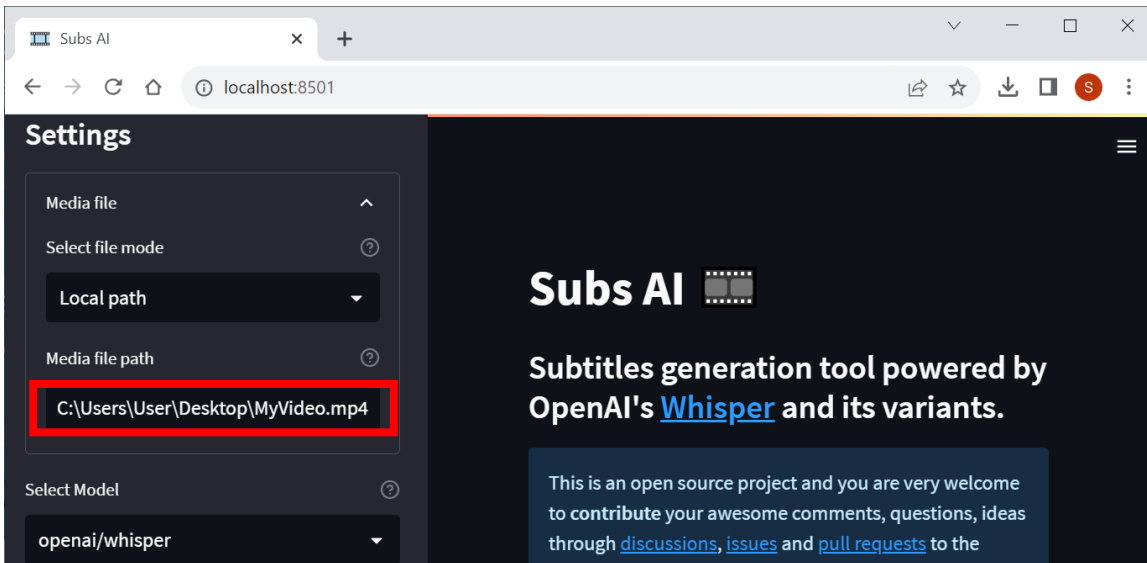 Subs AI
localhost:8501
S
Settings
Media file
Select file mode
Local path
Media file path
C:\Users\User\Desktop\MyVideo.mp4
Select Model
openai/whisper
Subs AI
Subtitles generation tool powered by
OpenAI's Whisper and its variants.
This is an open source project and you are very welcome
to contribute your awesome comments, questions, ideas
through discussions, issues and pull requests to the